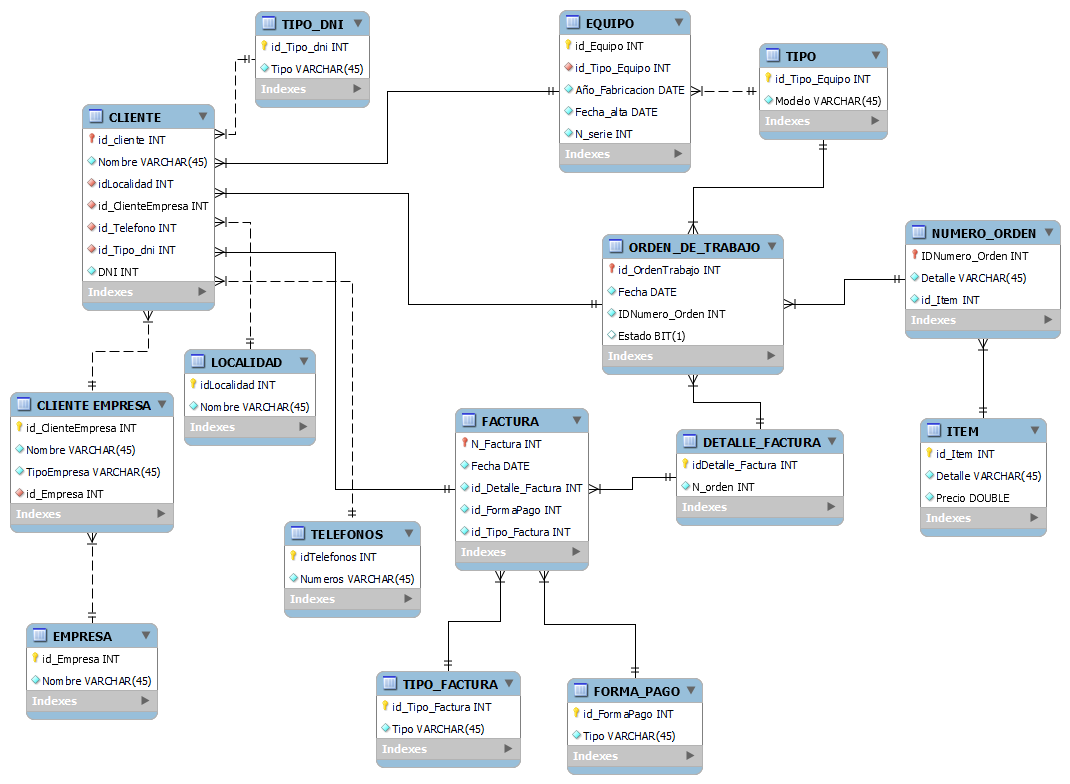 TIPO_DNI
id_Tipo_dni INT
Tipo VARCHAR(45)
Indexes
EQUIPO
id_Equipo INT
id_Tipo_Equipo INT
Año_Fabricacion DATE
Fecha_alta DATE
N_serie INT
Indexes
TIPO
id_Tipo_Equipo INT
Modelo VARCHAR(45)
Indexes
CLIENTE
id_cliente INT
Nombre VARCHAR(45)
idLocalidad INT
id_ClienteEmpresa INT
id_Telefono INT
id_Tipo_dni INT
DNI INT
Indexes
ORDEN_DE_TRABAJO
id_OrdenTrabajo INT
Fecha DATE
IDNumero_Orden INT
Estado BIT(1)
Indexes
NUMERO_ORDEN
IDNumero_Orden INT
Detalle VARCHAR(45)
id_Item INT
Indexes
LOCALIDAD
idLocalidad INT
Nombre VARCHAR(45)
Indexes
CLIENTE EMPRESA
id_ClienteEmpresa INT
Nombre VARCHAR(45)
TipoEmpresa VARCHAR(45)
id_Empresa INT
Indexes
FACTURA
N_Factura INT
Fecha DATE
id_Detalle_Factura INT
id_FormaPago INT
id_Tipo_Factura INT
Indexes
DETALLE_FACTURA
idDetalle_Factura INT
N_orden INT
Indexes
ITEM
id_Item INT
Detalle VARCHAR(45)
Precio DOUBLE
Indexes
TELEFONOS
idTelefonos INT
Numeros VARCHAR(45)
Indexes
EMPRESA
id_Empresa INT
Nombre VARCHAR(45)
Indexes
TIPO_FACTURA
id_Tipo_Factura INT
Tipo VARCHAR(45)
Indexes
FORMA_PAGO
id_FormaPago INT
Tipo VARCHAR(45)
Indexes